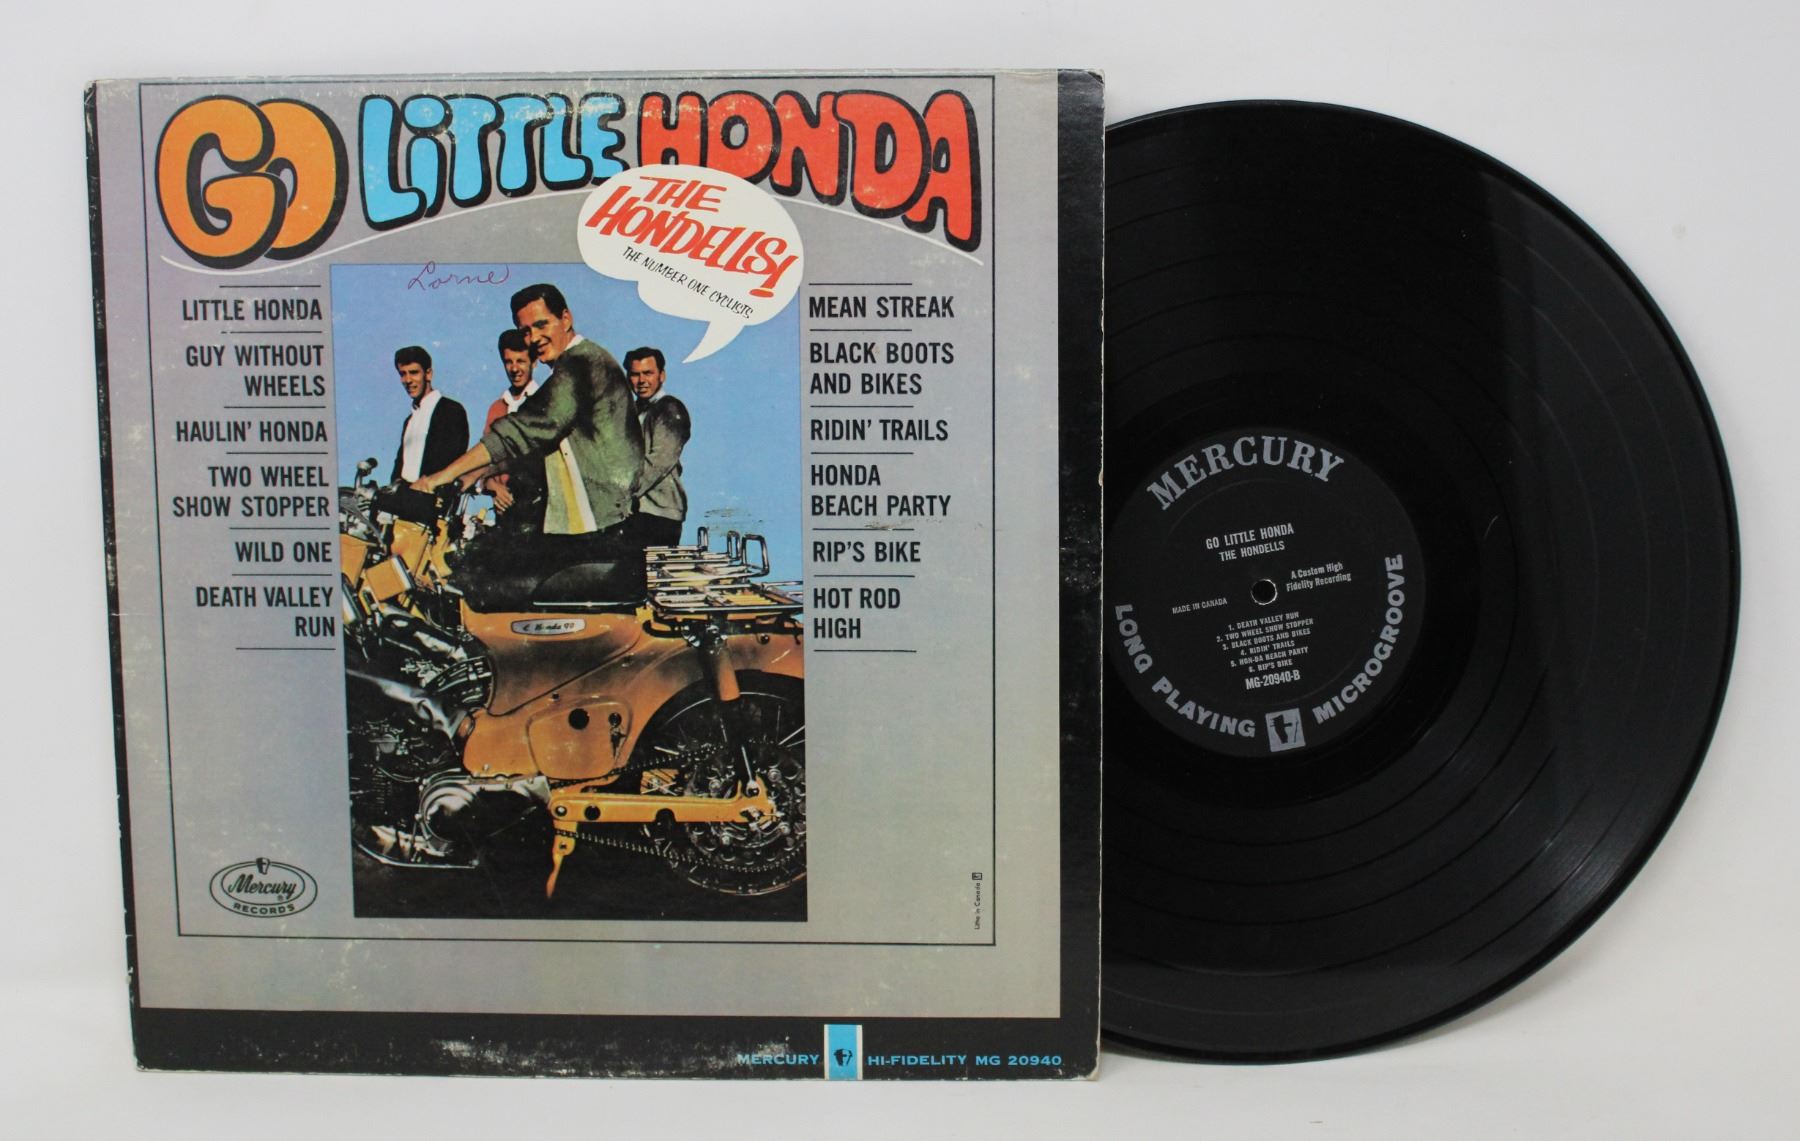 GO LiTTLE HONDA
THE
HONDELLS!
THE NUMBER ONE CYCLISTS
Lorne
LITTLE HONDA
GUY WITHOUT
WHEELS
HAULIN' HONDA
TWO WHEEL
SHOW STOPPER
WILD ONE
DEATH VALLEY
RUN
MEAN STREAK
BLACK BOOTS
AND BIKES
RIDIN' TRAILS
HONDA
BEACH PARTY
RIP'S BIKE
HOT ROD
HIGH
Honda 90
Mercury
RECORDS
Litho in Canada
MERCURY HI-FIDELITY MG 20940
MERCURY
GO LITTLE HONDA
THE HONDELLS
A Custom High
Fidelity Recording
MADE IN CANADA
1. DEATH VALLEY RUN
2. TWO WHEEL SHOW STOPPER
3. BLACK BOOTS AND BIKES
4. RIDIN' TRAILS
5. HON-DA BEACH PARTY
6. RIP'S BIKE
MG-20940-B
LONG PLAYING MICROGROOVE